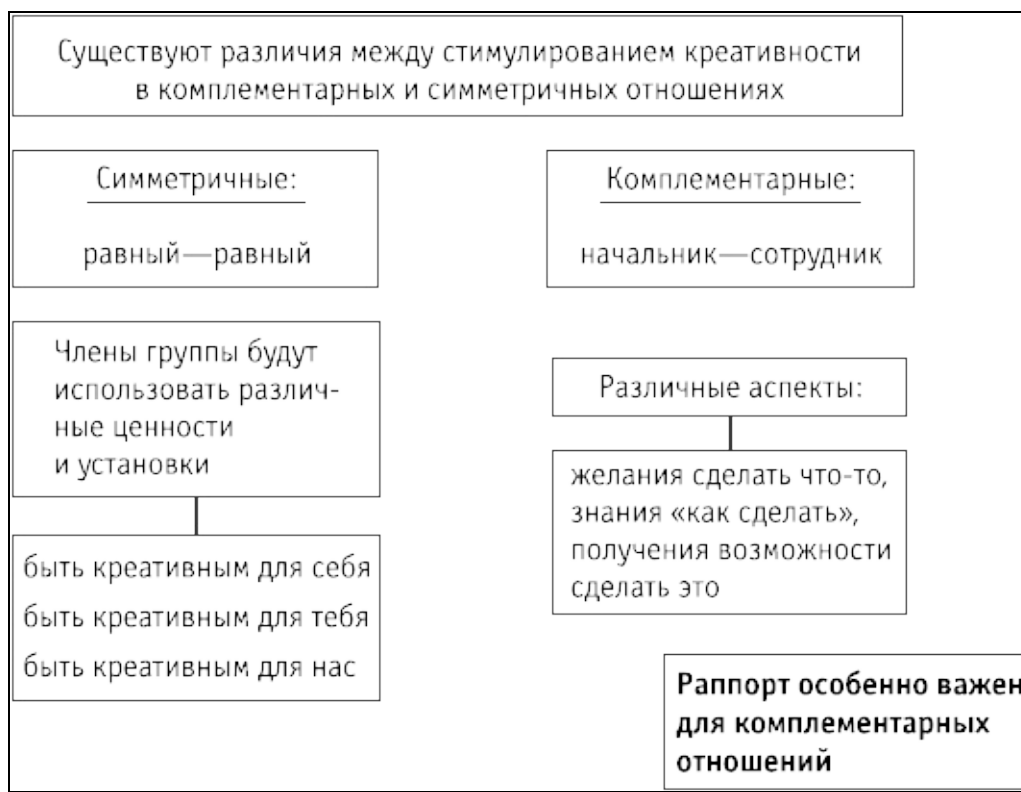 Существуют различия между стимулированием креативности
в комплементарных и симметричных отношениях
Симметричные:
равный—равный
Комплементарные:
начальник—сотрудник
Члены группы будут
использовать различ-
ные ценности
и установки
быть креативным для себя
быть креативным для тебя
быть креативным для нас
Различные аспекты:
желания сделать что-то,
знания «как сделать»,
получения возможности
сделать это
Раппорт особенно важен
для комплементарных
отношений